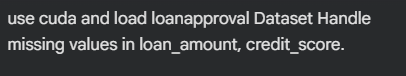 use cuda and load loanapproval Dataset Handle
missing values in loan_amount, credit_score.